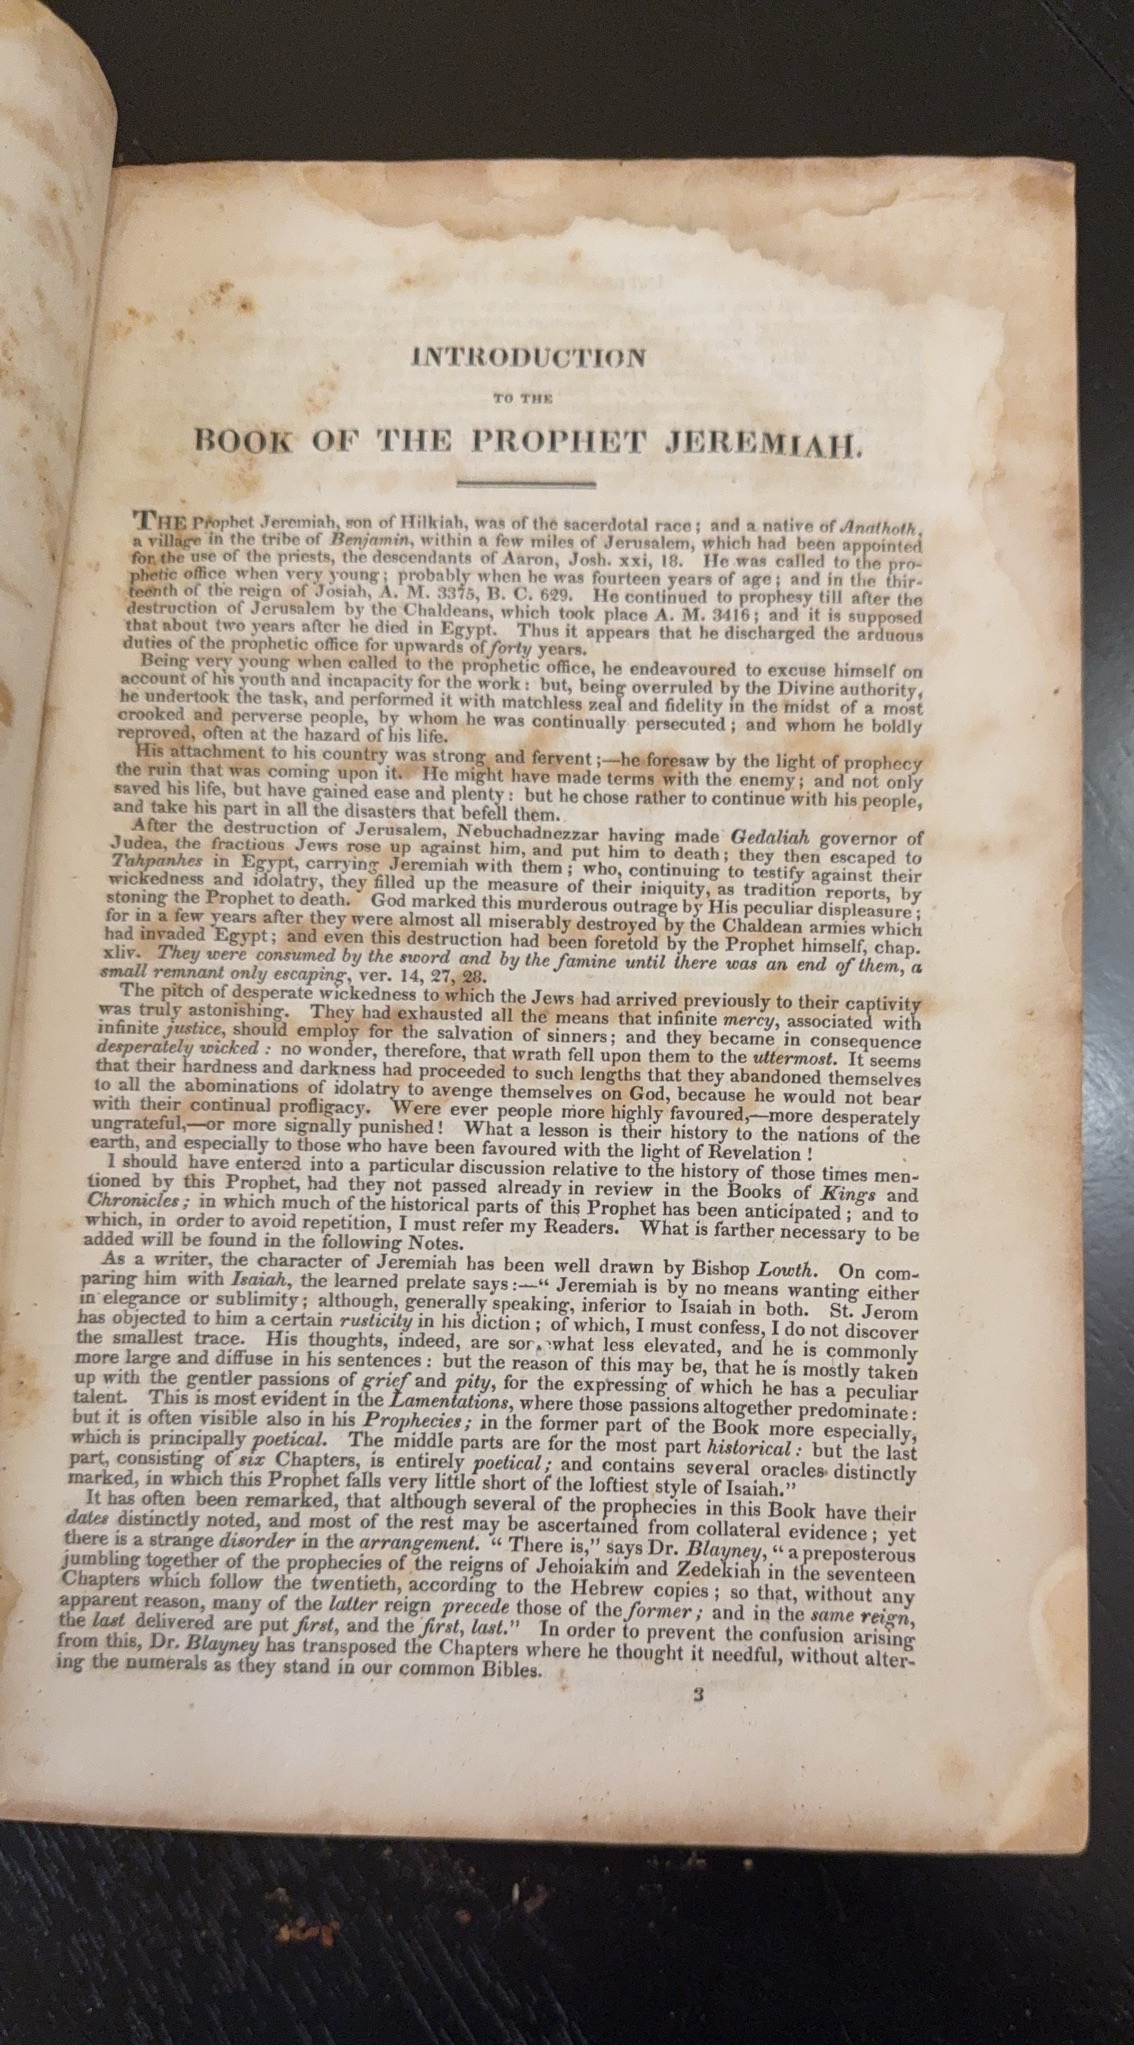 INTRODUCTION
TO THE
BOOK OF THE PROPHET JEREMIAH.
THE Prophet Jeremiah, son of Hilkiah, was of the sacerdotal race; and a native of Anathoth,
a village in the tribe of Benjamin, within a few miles of Jerusalem, which had been appointed
for the use of the priests, the descendants of Aaron, Josh. xxi, 18. He was called to the pro-
phetic office when very young; probably when he was fourteen years of age; and in the thir-
teenth of the reign of Josiah, A. M. 3375, B. C. 629. He continued to prophesy till after the
destruction of Jerusalem by the Chaldeans, which took place A. M. 3416; and it is supposed
that about two years after he died in Egypt. Thus it appears that he discharged the arduous
duties of the prophetic office for upwards of forty years.
Being very young when called to the prophetic office, he endeavoured to excuse himself on
account of his youth and incapacity for the work: but, being overruled by the Divine authority,
he undertook the task, and performed it with matchless zeal and fidelity in the midst of a most
crooked and perverse people, by whom he was continually persecuted; and whom he boldly
reproved, often at the hazard of his life.
His attachment to his country was strong and fervent;—he foresaw by the light of prophecy
the ruin that was coming upon it. He might have made terms with the enemy; and not only
saved his life, but have gained ease and plenty: but he chose rather to continue with his people,
and take his part in all the disasters that befell them.
After the destruction of Jerusalem, Nebuchadnezzar having made Gedaliah governor of
Judea, the fractious Jews rose up against him, and put him to death; they then escaped to
Tahpanhes in Egypt, carrying Jeremiah with them; who, continuing to testify against their
wickedness and idolatry, they filled up the measure of their iniquity, as tradition reports, by
stoning the Prophet to death. God marked this murderous outrage by His peculiar displeasure;
for in a few years after they were almost all miserably destroyed by the Chaldean armies which
had invaded Egypt; and even this destruction had been foretold by the Prophet himself, chap.
xliv. They were consumed by the sword and by the famine until there was an end of them, a
small remnant only escaping, ver. 14, 27, 28.
The pitch of desperate wickedness to which the Jews had arrived previously to their captivity
was truly astonishing. They had exhausted all the means that infinite mercy, associated with
infinite justice, should employ for the salvation of sinners; and they became in consequence
desperately wicked: no wonder, therefore, that wrath fell upon them to the uttermost. It seems
that their hardness and darkness had proceeded to such lengths that they abandoned themselves
to all the abominations of idolatry to avenge themselves on God, because he would not bear
with their continual profligacy. Were ever people more highly favoured,—more desperately
ungrateful,—or more signally punished! What a lesson is their history to the nations of the
earth, and especially to those who have been favoured with the light of Revelation!
I should have entered into a particular discussion relative to the history of those times men-
tioned by this Prophet, had they not passed already in review in the Books of Kings and
Chronicles; in which much of the historical parts of this Prophet has been anticipated; and to
which, in order to avoid repetition, I must refer my Readers. What is farther necessary to be
added will be found in the following Notes.
As a writer, the character of Jeremiah has been well drawn by Bishop Lowth. On com-
paring him with Isaiah, the learned prelate says:—“ Jeremiah is by no means wanting either
in elegance or sublimity; although, generally speaking, inferior to Isaiah in both. St. Jerom
has objected to him a certain rusticity in his diction; of which, I must confess, I do not discover
the smallest trace. His thoughts, indeed, are somewhat less elevated, and he is commonly
more large and diffuse in his sentences: but the reason of this may be, that he is mostly taken
up with the gentler passions of grief and pity, for the expressing of which he has a peculiar
talent. This is most evident in the Lamentations, where those passions altogether predominate:
but it is often visible also in his Prophecies; in the former part of the Book more especially,
which is principally poetical. The middle parts are for the most part historical: but the last
part, consisting of six Chapters, is entirely poetical; and contains several oracles distinctly
marked, in which this Prophet falls very little short of the loftiest style of Isaiah.”
It has often been remarked, that although several of the prophecies in this Book have their
dates distinctly noted, and most of the rest may be ascertained from collateral evidence; yet
there is a strange disorder in the arrangement. “ There is,” says Dr. Blayney, “ a preposterous
jumbling together of the prophecies of the reigns of Jehoiakim and Zedekiah in the seventeen
Chapters which follow the twentieth, according to the Hebrew copies; so that, without any
apparent reason, many of the latter reign precede those of the former; and in the same reign,
the last delivered are put first, and the first, last.” In order to prevent the confusion arising
from this, Dr. Blayney has transposed the Chapters where he thought it needful, without alter-
ing the numerals as they stand in our common Bibles.
3